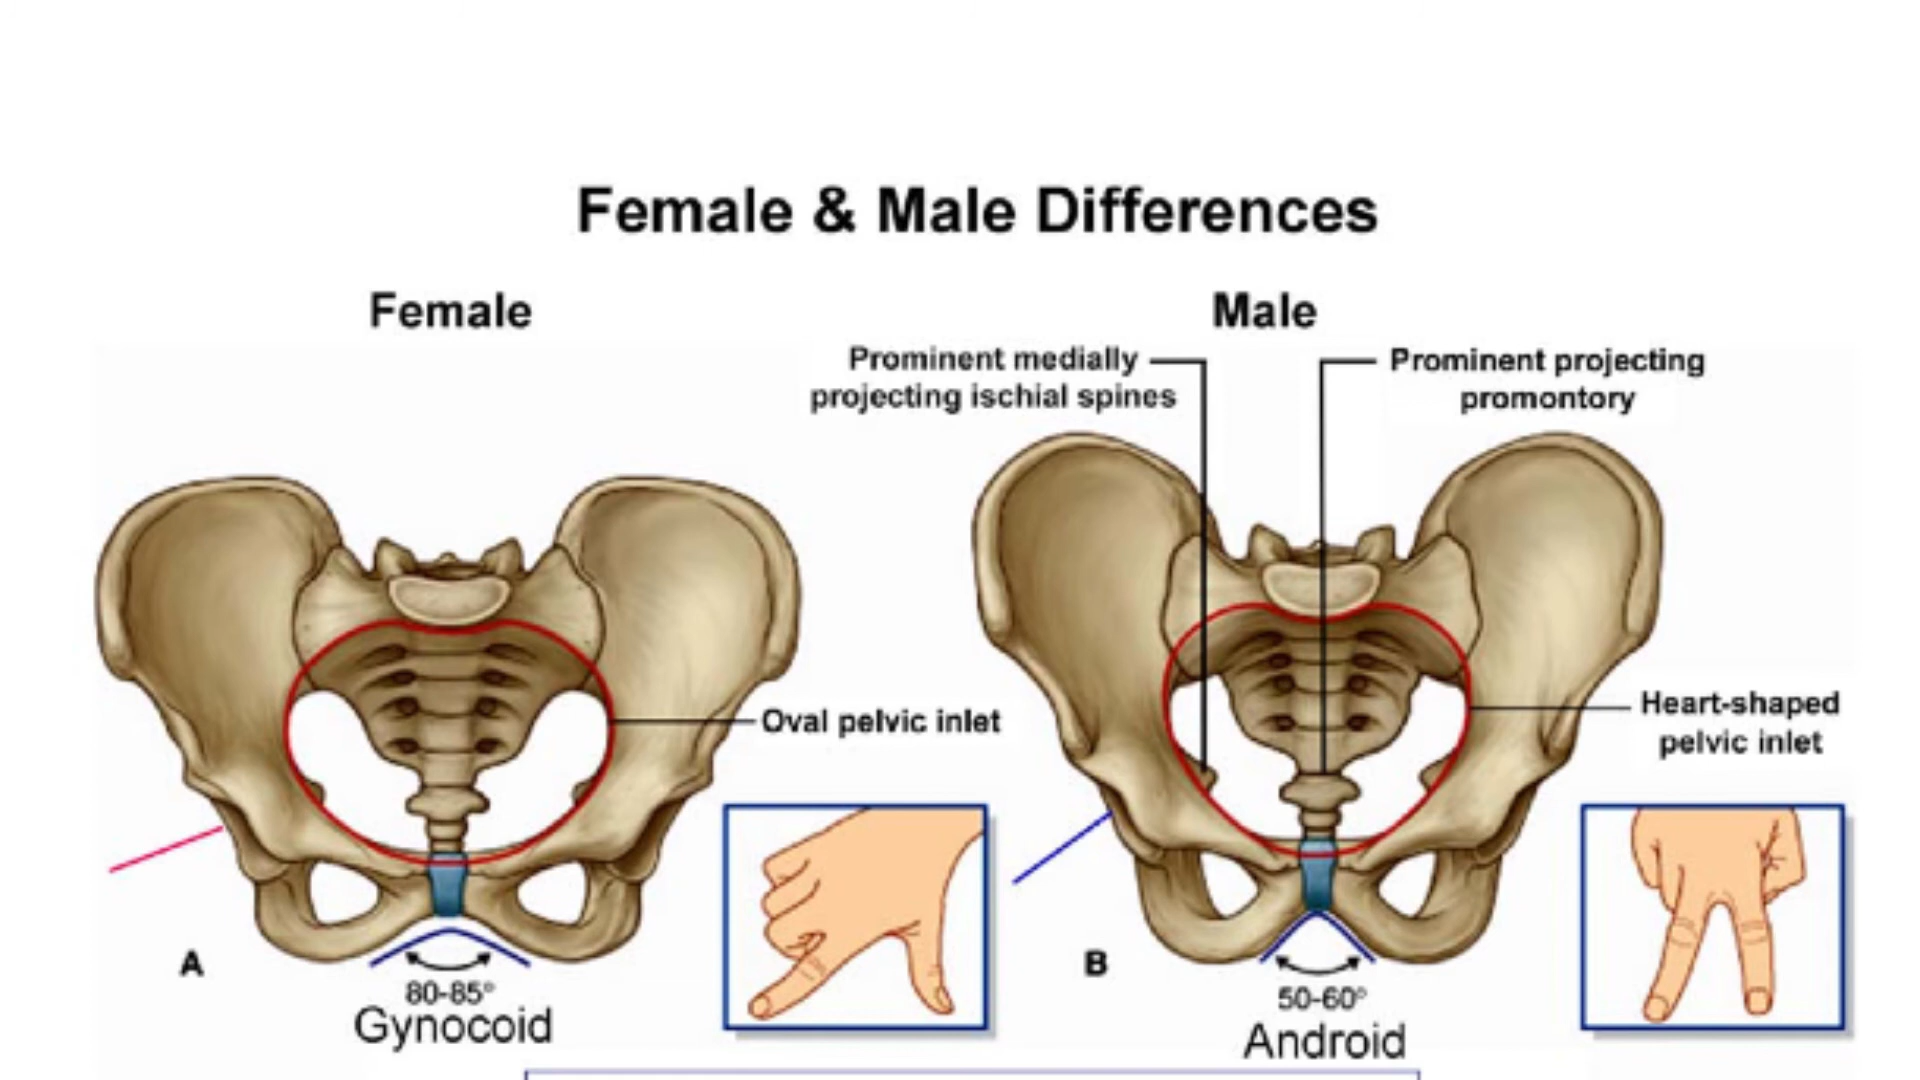 Female & Male Differences
Female
Male
Prominent medially
projecting ischial spines
Prominent projecting
promontory
Oval pelvic inlet
Heart-shaped
pelvic inlet
A
80-85°
Gynocoid
B
50-60°
Android